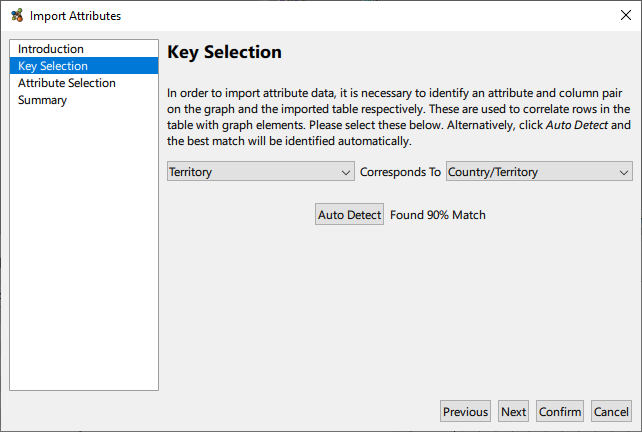 Import Attributes
Introduction
Key Selection
Attribute Selection
Summary
Key Selection
In order to import attribute data, it is necessary to identify an attribute and column pair
on the graph and the imported table respectively. These are used to correlate rows in the
table with graph elements. Please select these below. Alternatively, click Auto Detect and
the best match will be identified automatically.
Territory Corresponds To Country/Territory
Auto Detect Found 90% Match
Previous Next Confirm Cancel